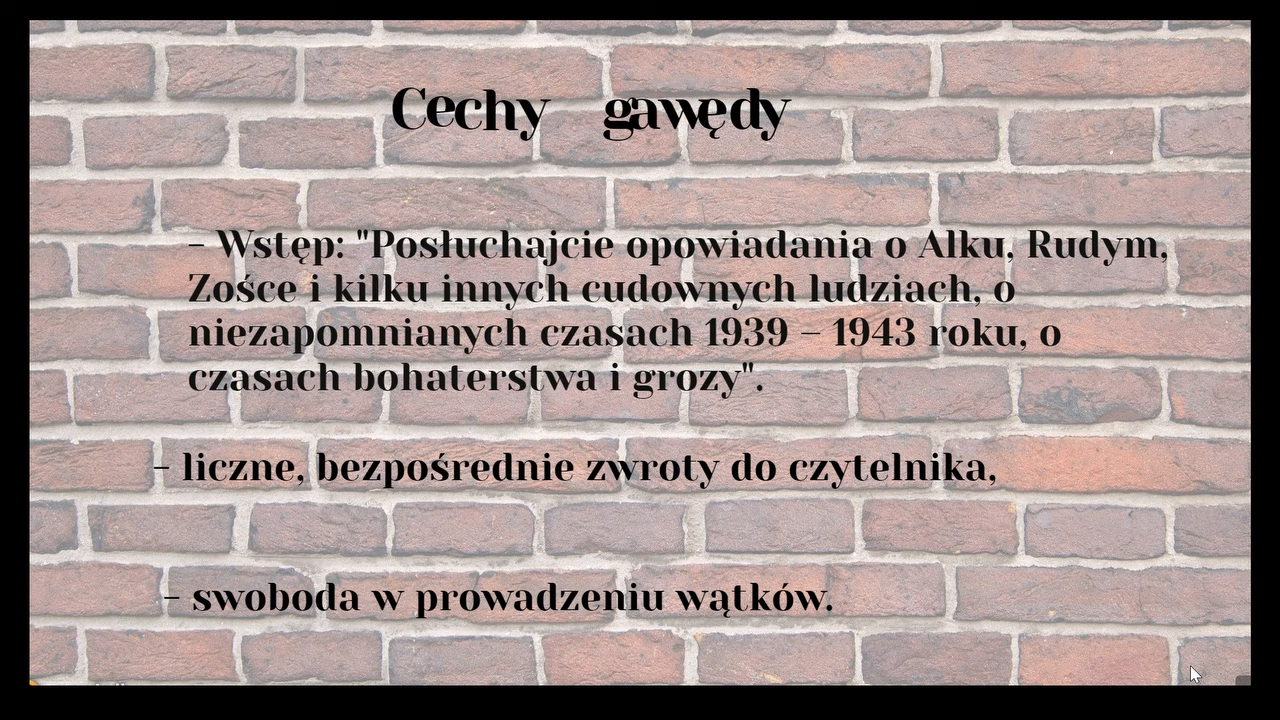 Cechy gawędy
- Wstęp: "Posłuchajcie opowiadania o Alku, Rudym,
Zośce i kilku innych cudownych ludziach, o
niezapomnianych czasach 1939 – 1943 roku, o
czasach bohaterstwa i grozy".
- liczne, bezpośrednie zwroty do czytelnika,
- swoboda w prowadzeniu wątków.